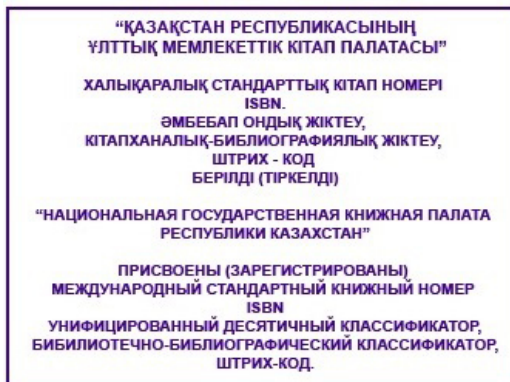 “ҚАЗАҚСТАН РЕСПУБЛИКАСЫНЫҢ
ҰЛТТЫҚ МЕМЛЕКЕТТІК КІТАП ПАЛАТАСЫ”
ХАЛЫҚАРАЛЫҚ СТАНДАРТТЫҚ КІТАП НОМЕРІ
ISBN.
ӘМБЕБАП ОНДЫҚ ЖІКТЕУ,
КІТАПХАНАЛЫҚ-БИБЛИОГРАФИЯЛЫҚ ЖІКТЕУ,
ШТРИХ - КОД
БЕРІЛДІ (ТІРКЕЛДІ)
“НАЦИОНАЛЬНАЯ ГОСУДАРСТВЕННАЯ КНИЖНАЯ ПАЛАТА
РЕСПУБЛИКИ КАЗАХСТАН”
ПРИСВОЕНЫ (ЗАРЕГИСТРИРОВАНЫ)
МЕЖДУНАРОДНЫЙ СТАНДАРТНЫЙ КНИЖНЫЙ НОМЕР
ISBN
УНИФИЦИРОВАННЫЙ ДЕСЯТИЧНЫЙ КЛАССИФИКАТОР,
БИБИЛИОТЕЧНО-БИБЛИОГРАФИЧЕСКИЙ КЛАССИФИКАТОР,
ШТРИХ-КОД.